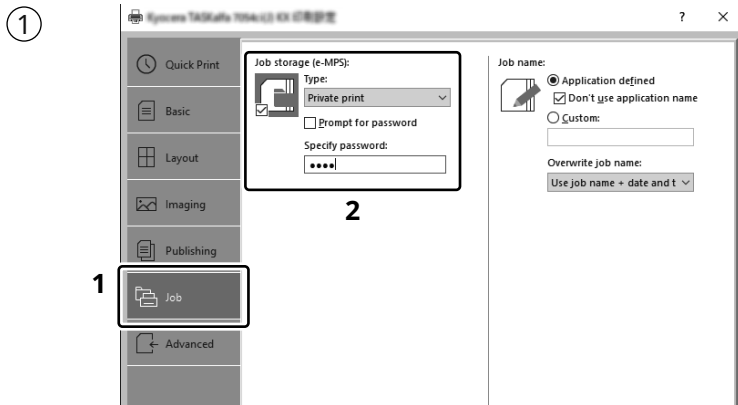 1
?
Quick Print
Basic
Layout
Imaging
Publishing
1
Job
Advanced
Job storage (e-MPS):
Type:
Private print
Prompt for password
Specify password:
••••
2
Job name:
Application defined
Don't use application name
Custom:
Overwrite job name:
Use job name + date and t